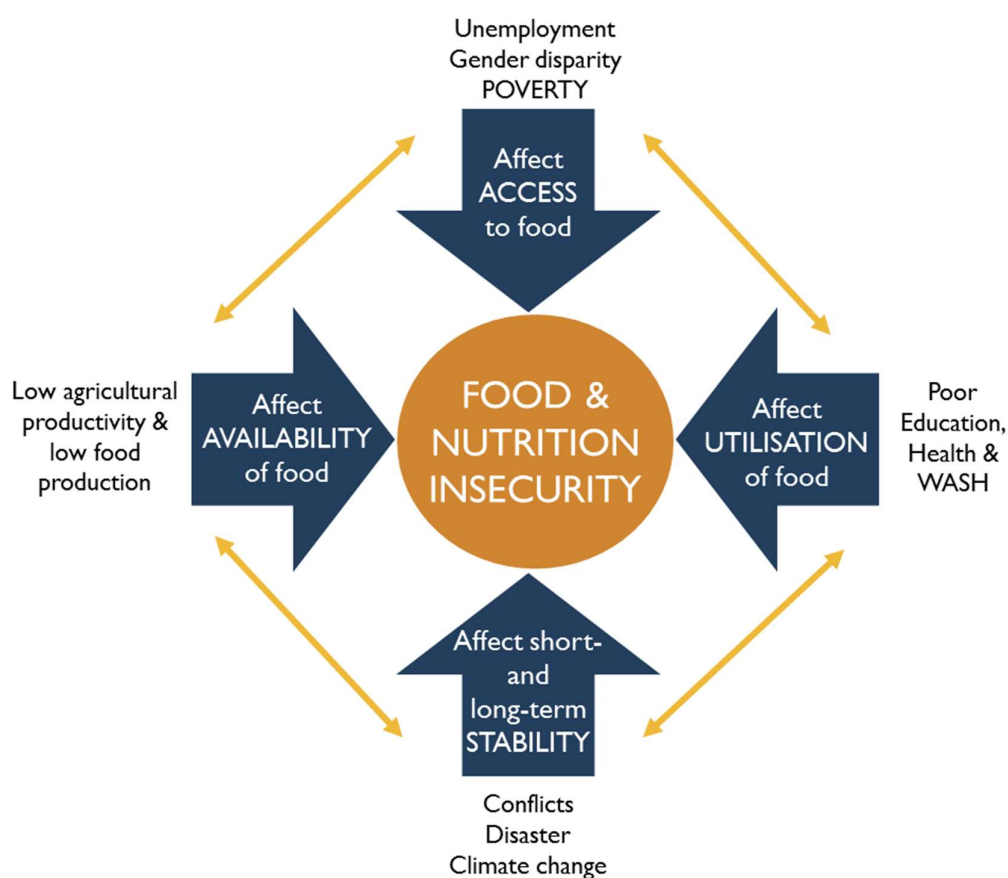 Unemployment
Gender disparity
POVERTY
Affect
ACCESS
to food
Low agricultural
productivity &
low food
production
Affect
AVAILABILITY
of food
FOOD &
NUTRITION
INSECURITY
Affect
UTILISATION
of food
Poor
Education,
Health &
WASH
Affect short-
and
long-term
STABILITY
Conflicts
Disaster
Climate change